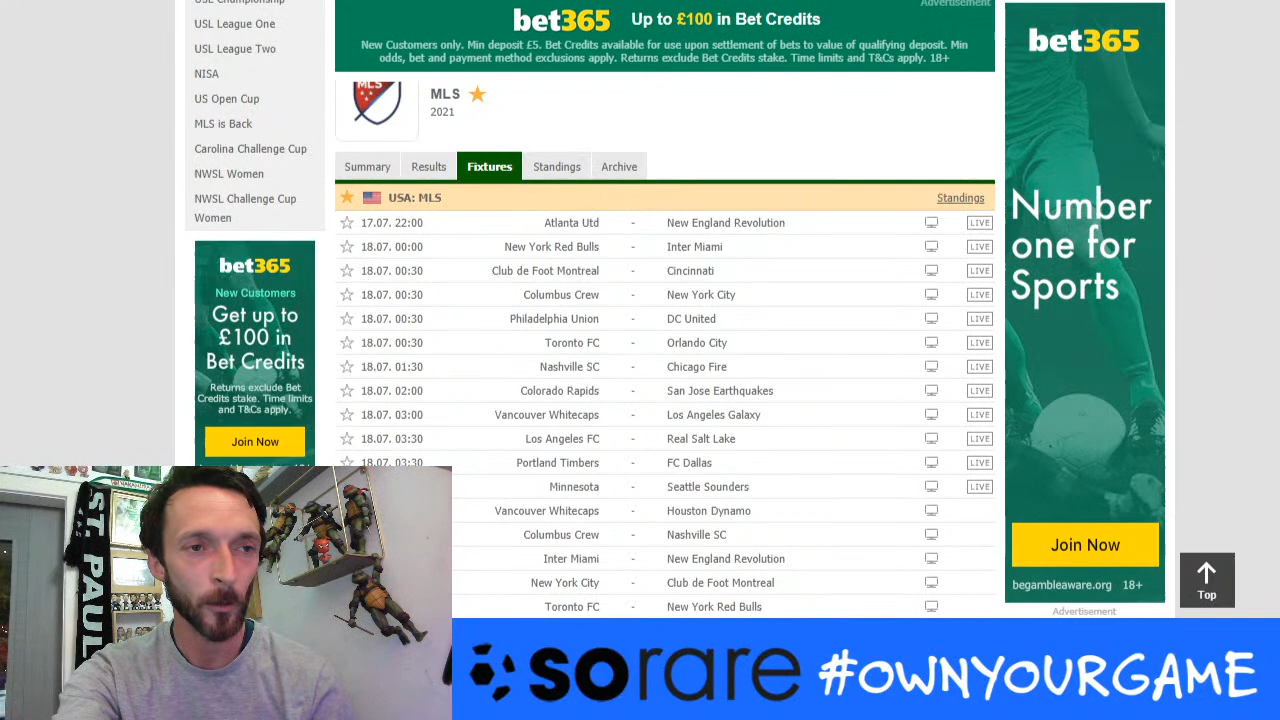 USL League One
USL League Two
NISA
US Open Cup
MLS is Back
Carolina Challenge Cup
NWSL Women
NWSL Challenge Cup
Women
bet365
New Customers
Get up to
£100 in
Bet Credits
Returns exclude Bet
Credits stake. Time limits
and T&Cs apply.
Join Now
Advertisement
bet365 Up to £100 in Bet Credits
New Customers only. Min deposit £5. Bet Credits available for use upon settlement of bets to value of qualifying deposit. Min
odds, bet and payment method exclusions apply. Returns exclude Bet Credits stake. Time limits and T&Cs apply. 18+
MLS
MLS
2021
Summary Results Fixtures Standings Archive
USA: MLS Standings
17.07. 22:00 Atlanta Utd - New England Revolution LIVE
18.07. 00:00 New York Red Bulls - Inter Miami LIVE
18.07. 00:30 Club de Foot Montreal - Cincinnati LIVE
18.07. 00:30 Columbus Crew - New York City LIVE
18.07. 00:30 Philadelphia Union - DC United LIVE
18.07. 00:30 Toronto FC - Orlando City LIVE
18.07. 01:30 Nashville SC - Chicago Fire LIVE
18.07. 02:00 Colorado Rapids - San Jose Earthquakes LIVE
18.07. 03:00 Vancouver Whitecaps - Los Angeles Galaxy LIVE
18.07. 03:30 Los Angeles FC - Real Salt Lake LIVE
18.07. 03:30 Portland Timbers - FC Dallas LIVE
Minnesota - Seattle Sounders LIVE
Vancouver Whitecaps - Houston Dynamo
Columbus Crew - Nashville SC
Inter Miami - New England Revolution
New York City - Club de Foot Montreal
Toronto FC - New York Red Bulls
bet365
Number
one for
Sports
Join Now
begambleaware.org 18+
Advertisement
Top
ST. PAUL
sorare #OWNYOURGAME